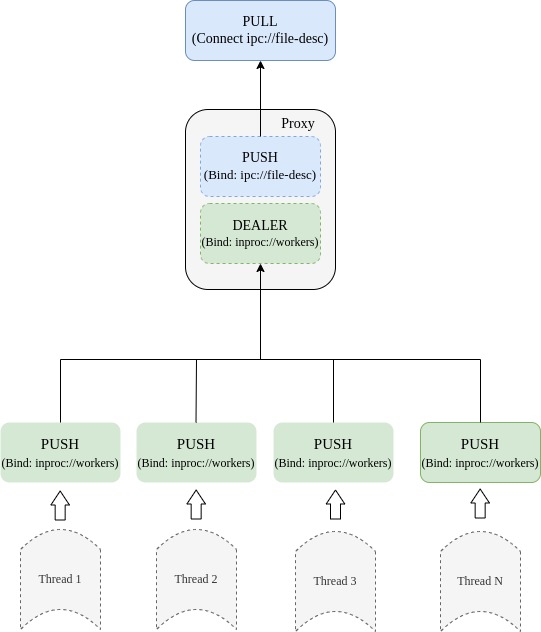 PULL
(Connect ipc://file-desc)
Proxy
PUSH
(Bind: ipc://file-desc)
DEALER
(Bind: inproc://workers)
PUSH
(Bind: inproc://workers)
PUSH
(Bind: inproc://workers)
PUSH
(Bind: inproc://workers)
PUSH
(Bind: inproc://workers)
Thread 1
Thread 2
Thread 3
Thread N